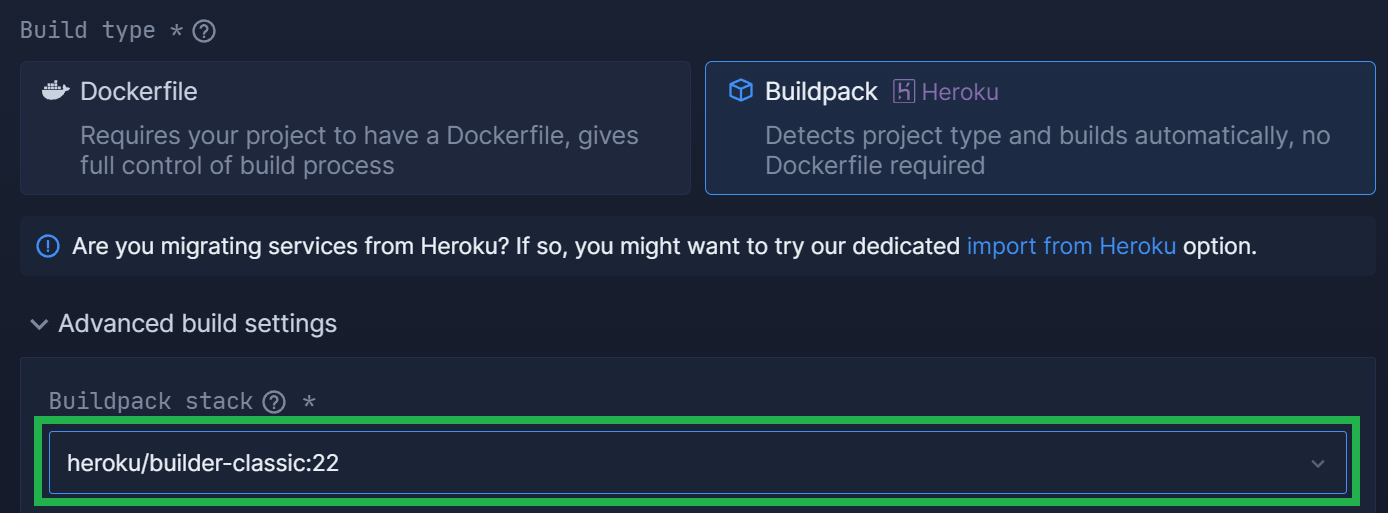 Build type *
Dockerfile
Requires your project to have a Dockerfile, gives
full control of build process
Buildpack Heroku
Detects project type and builds automatically, no
Dockerfile required
Are you migrating services from Heroku? If so, you might want to try our dedicated import from Heroku option.
Advanced build settings
Buildpack stack *
heroku/builder-classic:22